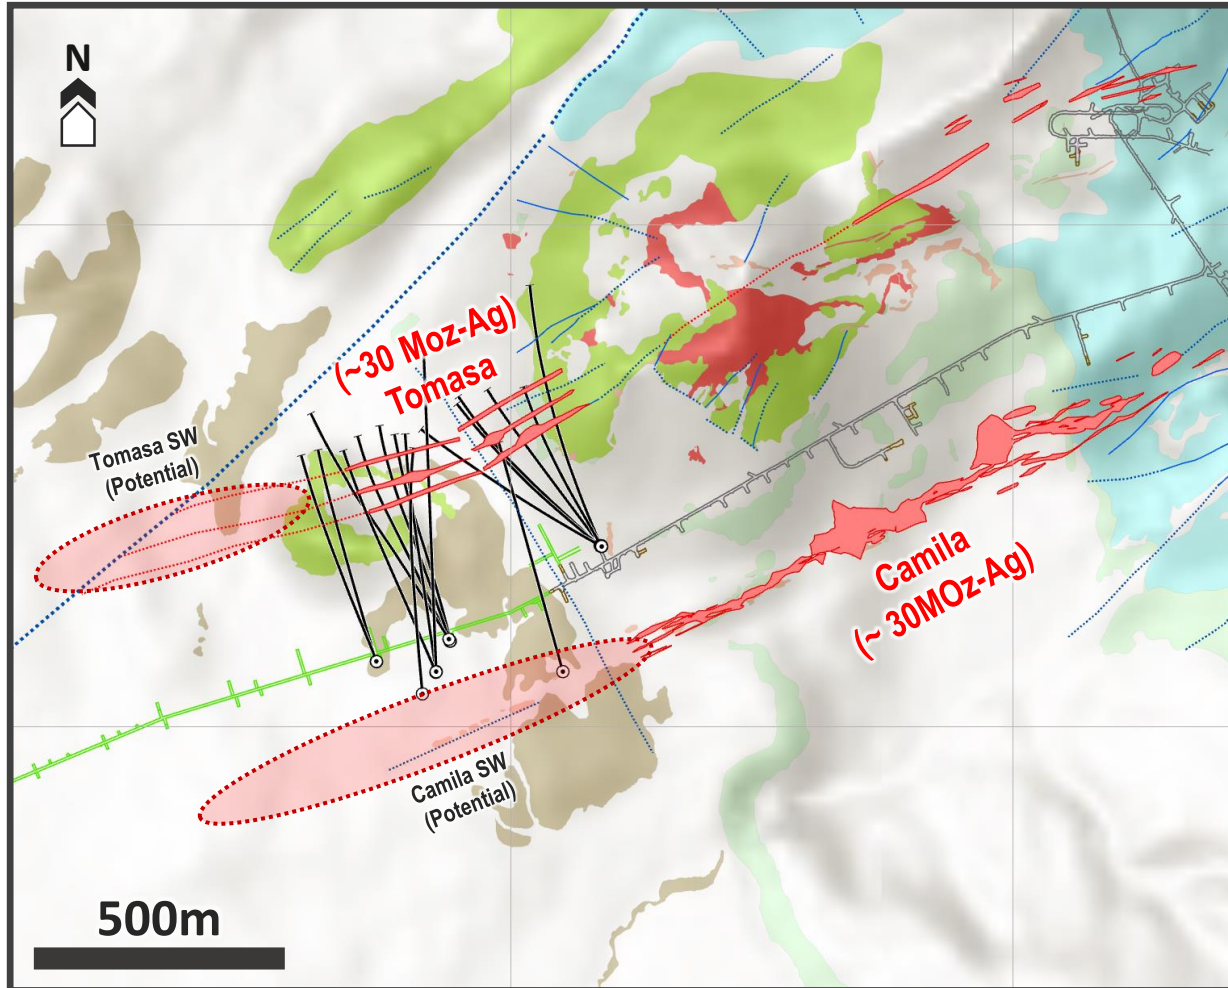 N
(~30 Moz-Ag)
Tomasa
Tomasa SW
(Potential)
Camila
(~ 30MOz-Ag)
Camila SW
(Potential)
500m